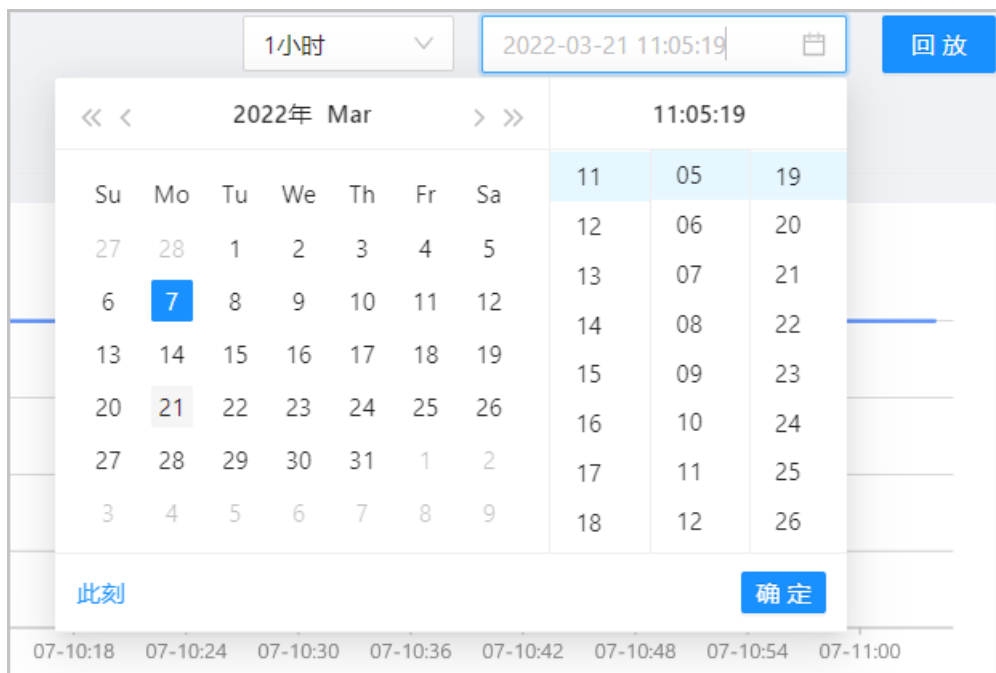 1小时 2022-03-21 11:05:19 回放
2022年 Mar 11:05:19
Su Mo Tu We Th Fr Sa 11 05 19
27 28 1 2 3 4 5 12 06 20
6 7 8 9 10 11 12 13 07 21
13 14 15 16 17 18 19 14 08 22
20 21 22 23 24 25 26 15 09 23
27 28 29 30 31 1 2 16 10 24
3 4 5 6 7 8 9 17 11 25
18 12 26
此刻 确定
07-10:18 07-10:24 07-10:30 07-10:36 07-10:42 07-10:48 07-10:54 07-11:00